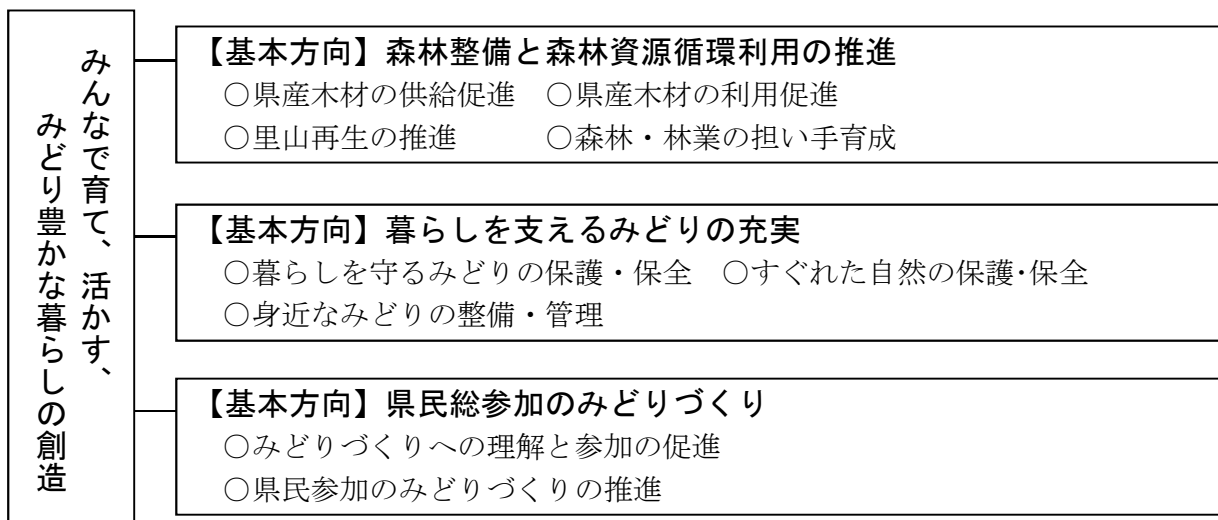 みんなで育て、活かす、
みどり豊かな暮らしの創造
【基本方向】森林整備と森林資源循環利用の推進
○県産木材の供給促進　○県産木材の利用促進
○里山再生の推進　○森林・林業の担い手育成
【基本方向】暮らしを支えるみどりの充実
○暮らしを守るみどりの保護・保全　○すぐれた自然の保護・保全
○身近なみどりの整備・管理
【基本方向】県民総参加のみどりづくり
○みどりづくりへの理解と参加の促進
○県民参加のみどりづくりの推進